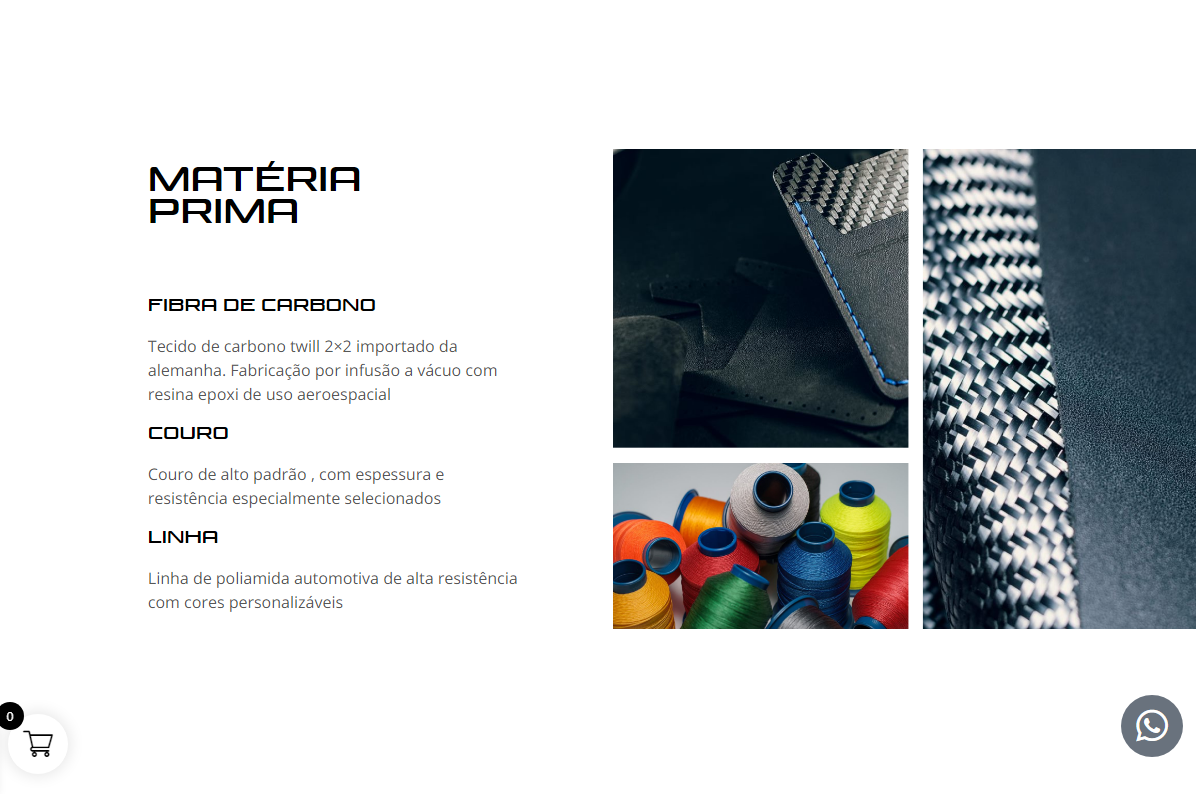 MATÉRIA
PRIMA
FIBRA DE CARBONO
Tecido de carbono twill 2×2 importado da
alemanha. Fabricação por infusão a vácuo com
resina epoxi de uso aeroespacial
COURO
Couro de alto padrão , com espessura e
resistência especialmente selecionados
LINHA
Linha de poliamida automotiva de alta resistência
com cores personalizáveis
0